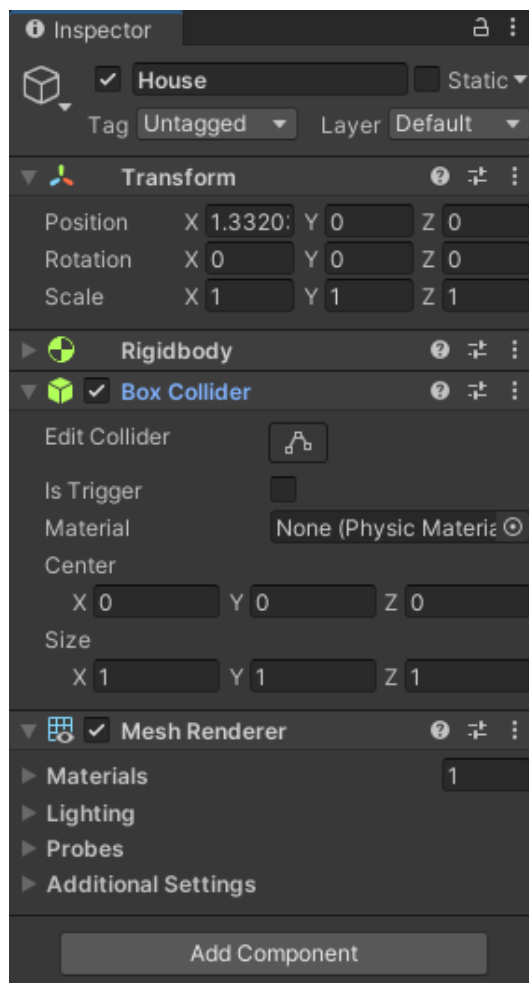 Inspector
House Static
Tag Untagged Layer Default
Transform
Position X 1.3320 Y 0 Z 0
Rotation X 0 Y 0 Z 0
Scale X 1 Y 1 Z 1
Rigidbody
Box Collider
Edit Collider
Is Trigger
Material None (Physic Materia
Center
X 0 Y 0 Z 0
Size
X 1 Y 1 Z 1
Mesh Renderer
Materials 1
Lighting
Probes
Additional Settings
Add Component